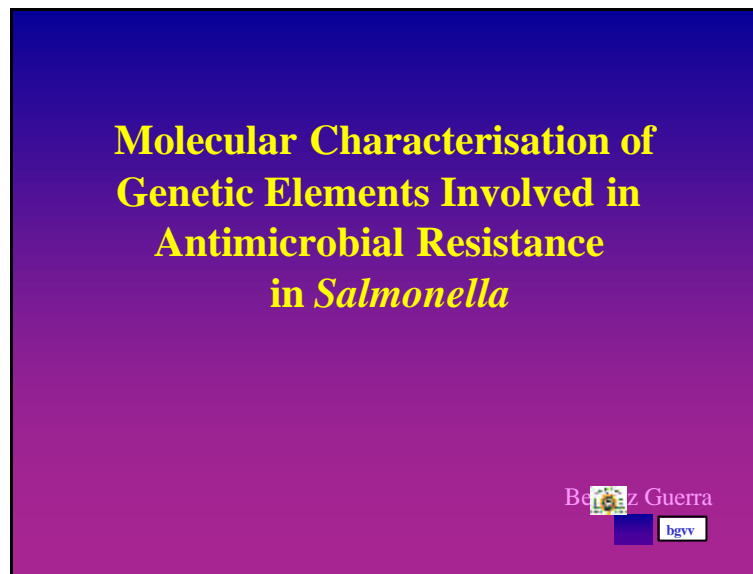 Molecular Characterisation of
Genetic Elements Involved in
Antimicrobial Resistance
in Salmonella
Guerra
bgvv